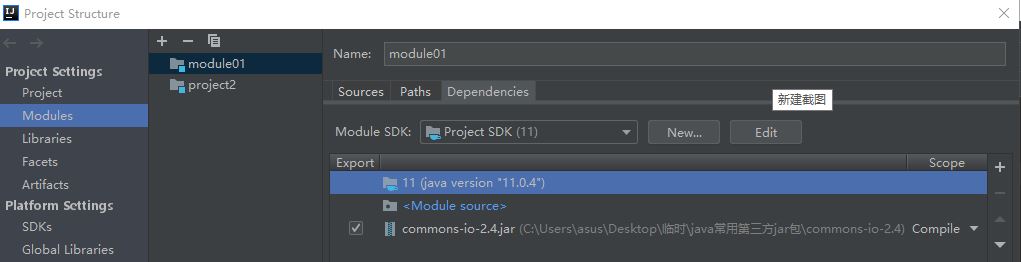 Project Structure
Project Settings
Project
Modules
Libraries
Facets
Artifacts
Platform Settings
SDKs
Global Libraries
module01
project2
Name: module01
Sources Paths Dependencies
新建截图
Module SDK: Project SDK (11) New... Edit
Export Scope
11 (java version "11.0.4")
<Module source>
commons-io-2.4.jar (C:\Users\asus\Desktop\临时\java常用第三方jar包\commons-io-2.4) Compile